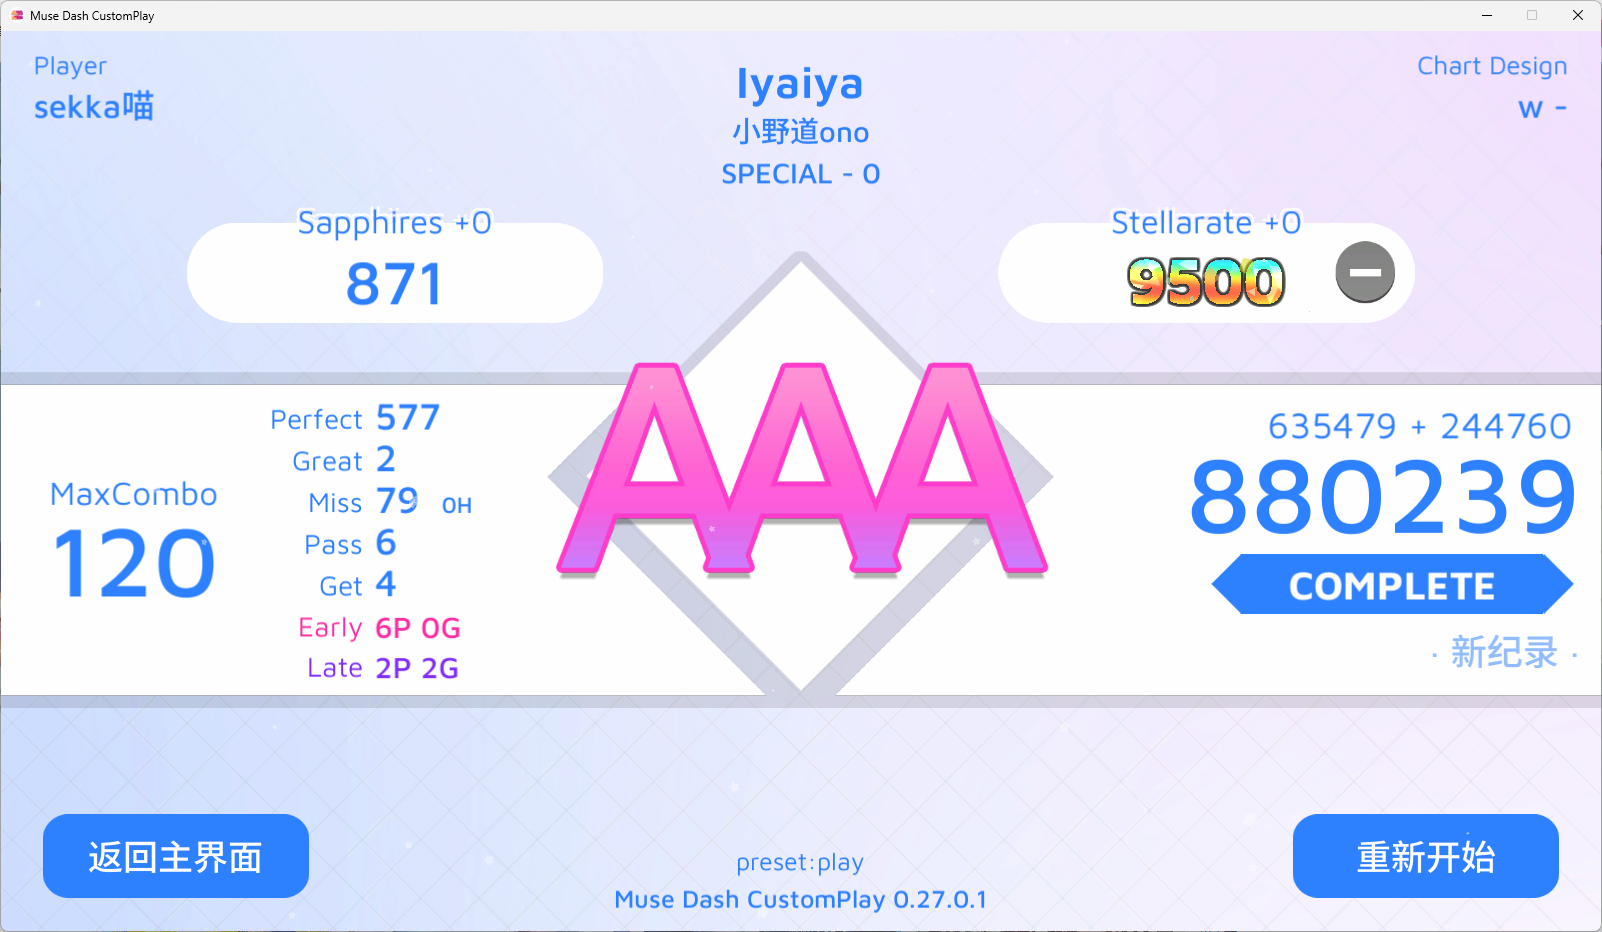 Muse Dash CustomPlay
Player
sekka喵
Iyaiya
小野道ono
SPECIAL - 0
Chart Design
w -
Sapphires +0
871
Stellarate +0
9500
Perfect 577
Great 2
Miss 79 0H
Pass 6
Get 4
Early 6P 0G
Late 2P 2G
MaxCombo
120
AAA
635479 + 244760
880239
COMPLETE
· 新纪录 ·
返回主界面
preset:play
Muse Dash CustomPlay 0.27.0.1
重新开始